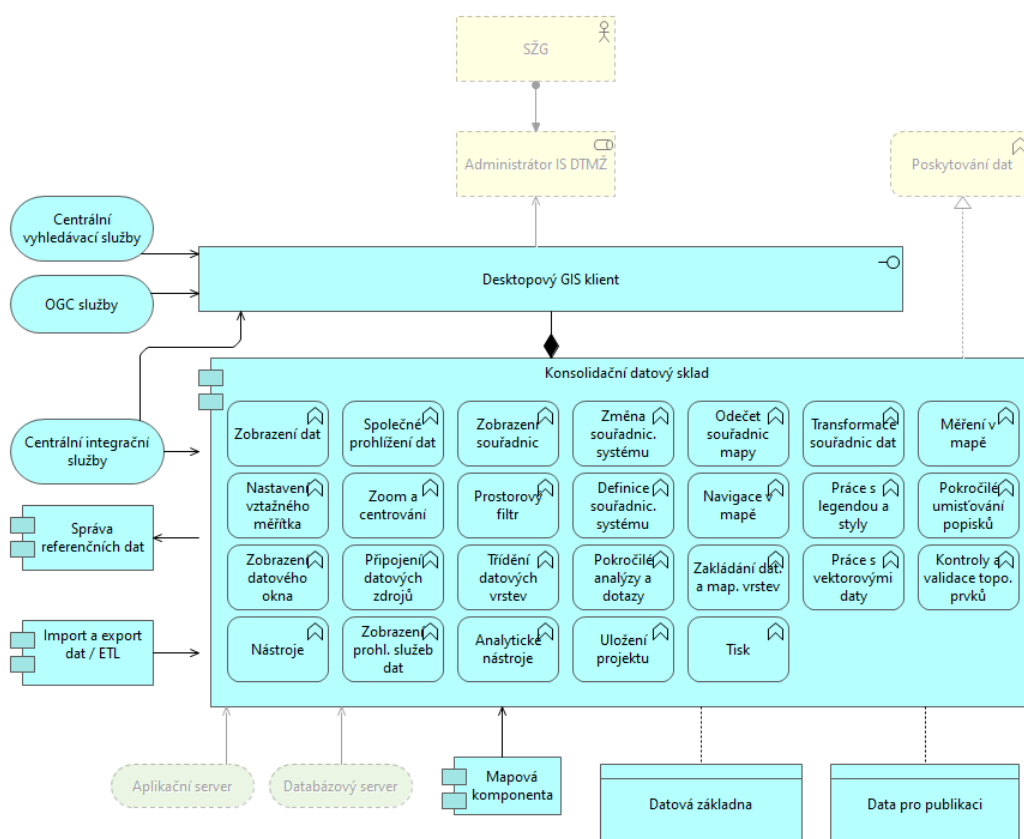 SŽG
Administrátor IS DTMŽ
Poskytování dat
Centrální
vyhledávací služby
OGC služby
Desktopový GIS klient
Centrální integrační
služby
Správa
referenčních dat
Import a export
dat / ETL
Konsolidační datový sklad
Zobrazení dat
Společné
prohlížení dat
Zobrazení
souřadnic
Změna
souřadnic.
systému
Odečet
souřadnic
mapy
Transformace
souřadnic dat
Měření v
mapě
Nastavení
vztažného
měřítka
Zoom a
centrování
Prostorový
filtr
Definice
souřadnic.
systému
Navigace v
mapě
Práce s
legendou a
styly
Pokročilé
umisťování
popisků
Zobrazení
datového
okna
Připojení
datových
zdrojů
Třídění
datových
vrstev
Pokročilé
analýzy a
dotazy
Zakládání dat.
a map. vrstev
Práce s
vektorovými
daty
Kontroly a
validace topo.
prvků
Nástroje
Zobrazení
prohl. služeb
dat
Analytické
nástroje
Uložení
projektu
Tisk
Aplikační server
Databázový server
Mapová
komponenta
Datová základna
Data pro publikaci